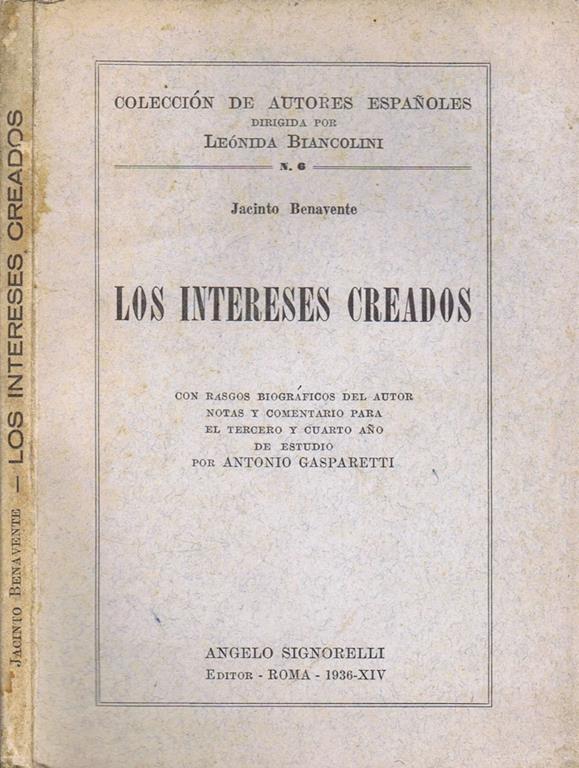 JACINTO BENAVENTE — LOS INTERESES CREADOS
COLECCIÓN DE AUTORES ESPAÑOLES
DIRIGIDA POR
LEÓNIDA BIANCOLINI
N. 6
Jacinto Benavente
LOS INTERESES CREADOS
CON RASGOS BIOGRÁFICOS DEL AUTOR
NOTAS Y COMENTARIO PARA
EL TERCERO Y CUARTO AÑO
DE ESTUDIO
POR ANTONIO GASPARETTI
ANGELO SIGNORELLI
EDITOR - ROMA - 1936-XIV